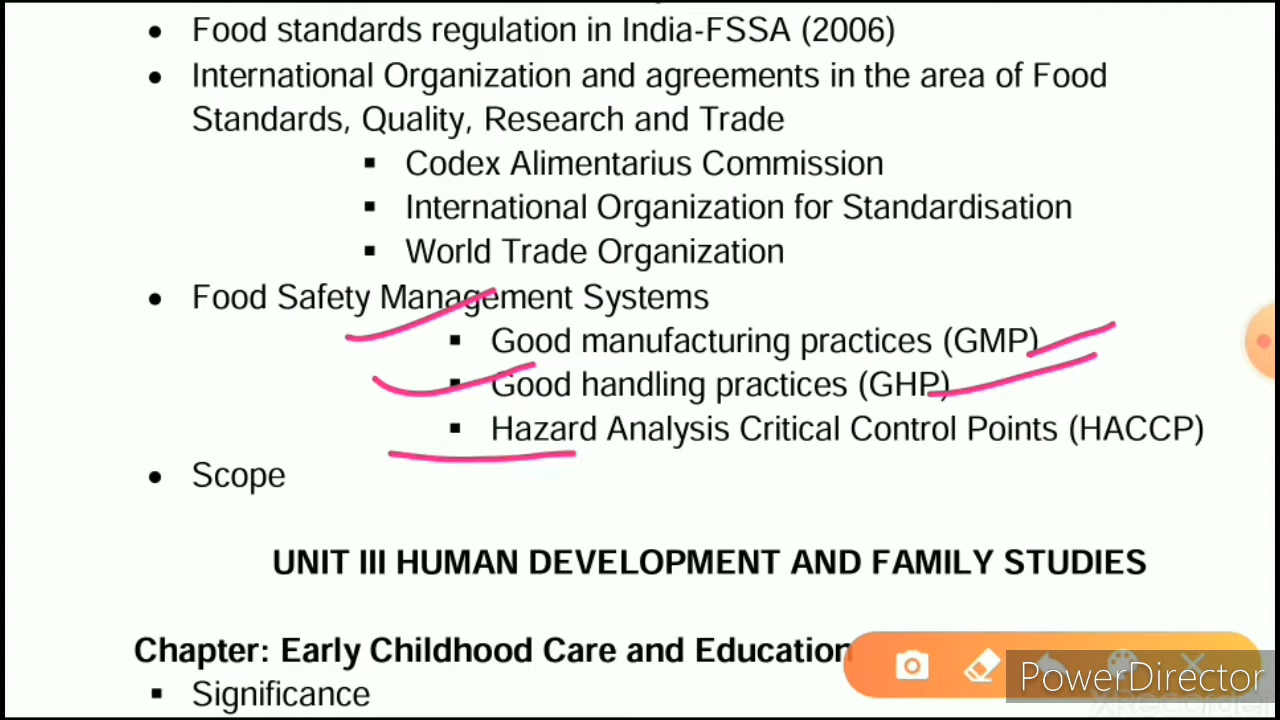 • Food standards regulation in India-FSSA (2006)
• International Organization and agreements in the area of Food
Standards, Quality, Research and Trade
▪ Codex Alimentarius Commission
▪ International Organization for Standardisation
▪ World Trade Organization
• Food Safety Management Systems
▪ Good manufacturing practices (GMP)
▪ Good handling practices (GHP)
▪ Hazard Analysis Critical Control Points (HACCP)
• Scope
UNIT III HUMAN DEVELOPMENT AND FAMILY STUDIES
Chapter: Early Childhood Care and Education
▪ Significance
PowerDirector